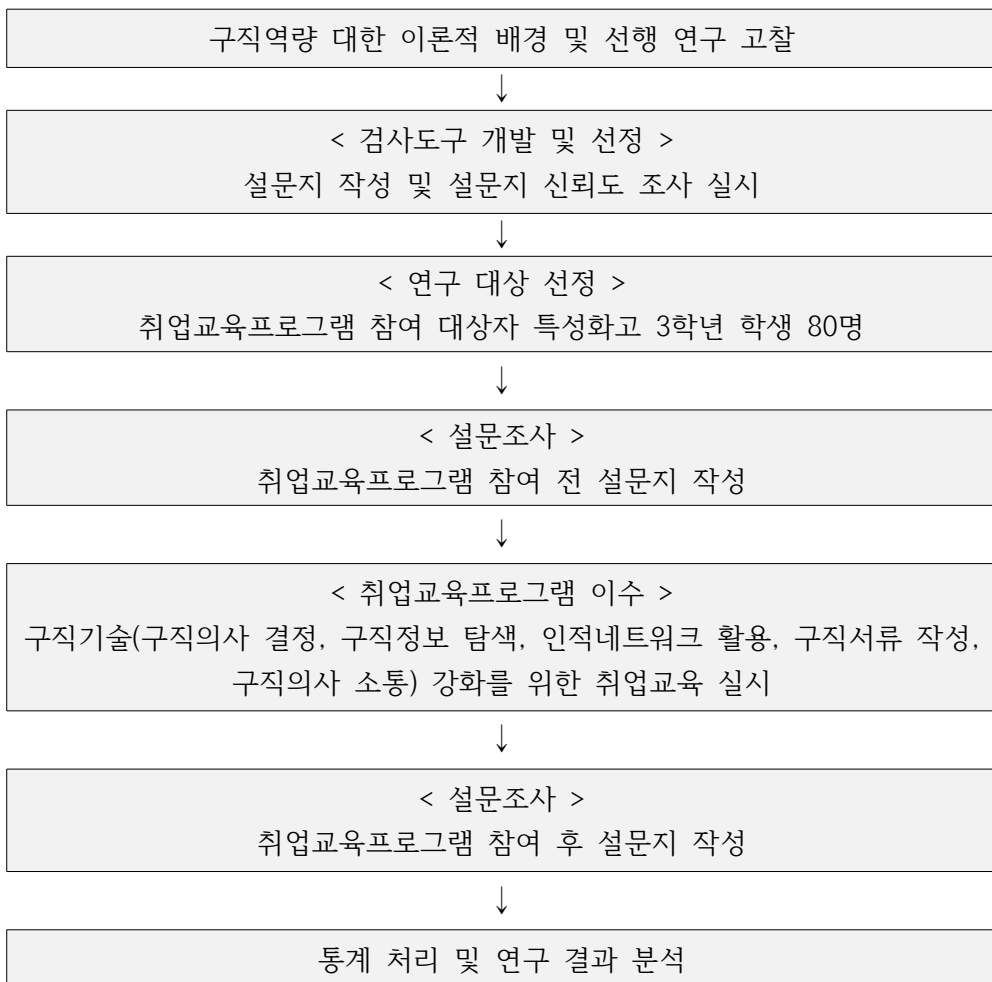 구직역량 대한 이론적 배경 및 선행 연구 고찰
↓
< 검사도구 개발 및 선정 >
설문지 작성 및 설문지 신뢰도 조사 실시
↓
< 연구 대상 선정 >
취업교육프로그램 참여 대상자 특성화고 3학년 학생 80명
↓
< 설문조사 >
취업교육프로그램 참여 전 설문지 작성
↓
< 취업교육프로그램 이수 >
구직기술(구직의사 결정, 구직정보 탐색, 인적네트워크 활용, 구직서류 작성,
구직의사 소통) 강화를 위한 취업교육 실시
↓
< 설문조사 >
취업교육프로그램 참여 후 설문지 작성
↓
통계 처리 및 연구 결과 분석